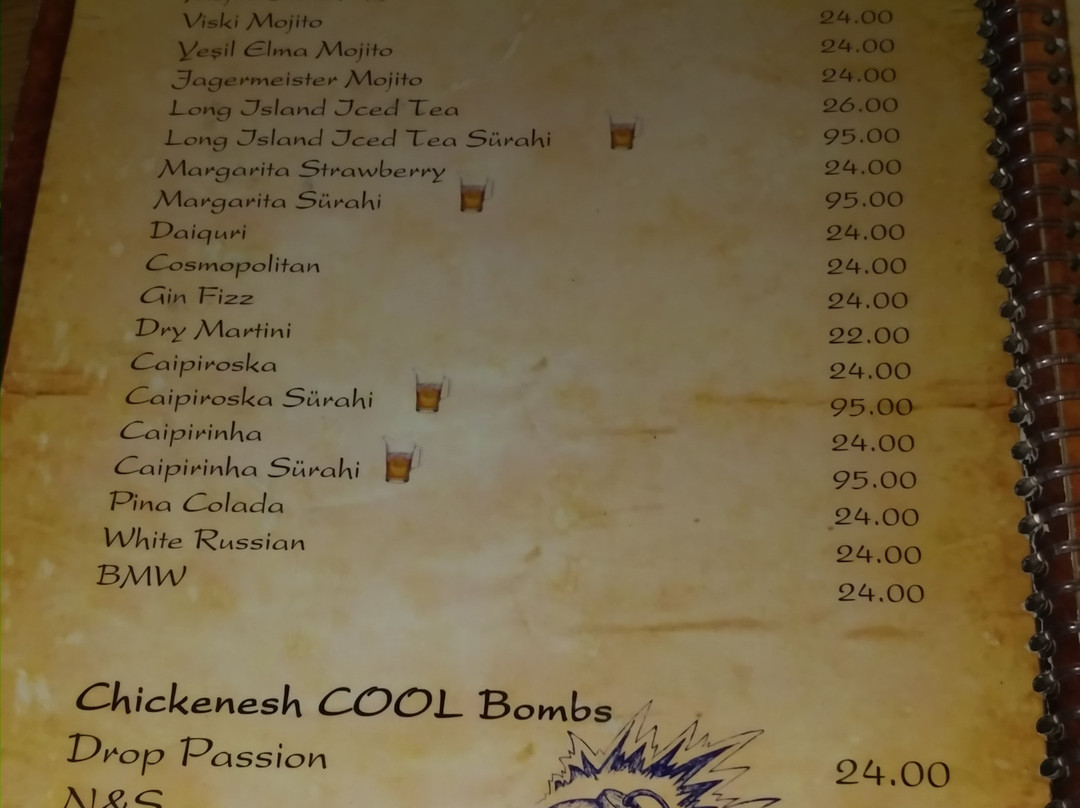 Viski Mojito 24.00
Yeşil Elma Mojito 24.00
Jagermeister Mojito 24.00
Long Island Iced Tea 26.00
Long Island Iced Tea Sürahi 95.00
Margarita Strawberry 24.00
Margarita Sürahi 95.00
Daiquri 24.00
Cosmopolitan 24.00
Gin Fizz 24.00
Dry Martini 22.00
Caipiroska 24.00
Caipiroska Sürahi 95.00
Caipirinha 24.00
Caipirinha Sürahi 95.00
Pina Colada 24.00
White Russian 24.00
BMW 24.00
Chickenesh COOL Bombs
Drop Passion 24.00
N&S